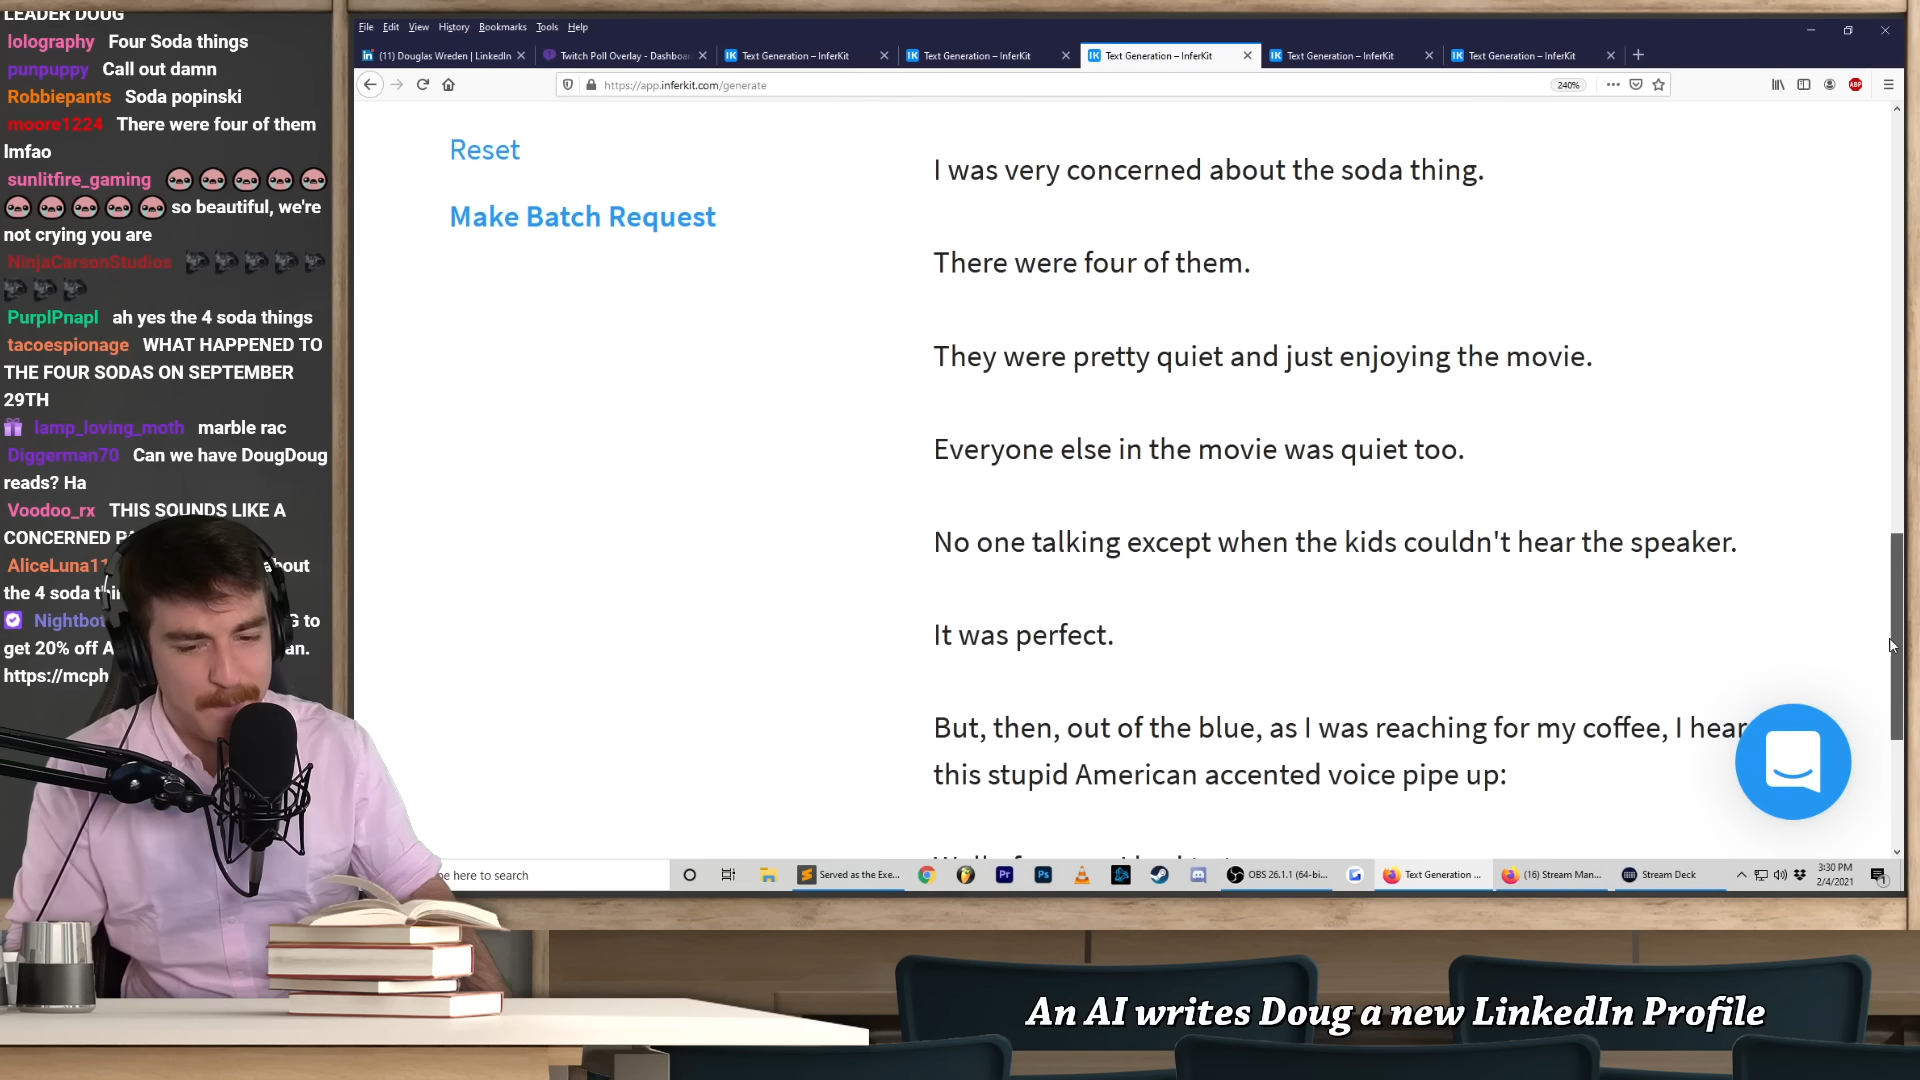 LEADER DOUG
lolography Four Soda things
punpuppy Call out damn
Robbiepants Soda popinski
moore1224 There were four of them
lmfao
sunlitfire_gaming
so beautiful, we're
not crying you are
NinjaCarsonStudios
PurplPnapl ah yes the 4 soda things
tacoespionage WHAT HAPPENED TO
THE FOUR SODAS ON SEPTEMBER
29TH
lamp_loving_moth marble rac
Diggerman70 Can we have DougDoug
reads? Ha
Voodoo_rx THIS SOUNDS LIKE A
CONCERNED
AliceLuna11 about
the 4 soda
Nightbot to
get 20% off
https://mcph
File Edit View History Bookmarks Tools Help
(11) Douglas Wreden | LinkedIn
Twitch Poll Overlay - Dashboar
Text Generation – InferKit
Text Generation – InferKit
Text Generation – InferKit
Text Generation – InferKit
Text Generation – InferKit
https://app.inferkit.com/generate
240%
ABP
Reset
Make Batch Request
I was very concerned about the soda thing.
There were four of them.
They were pretty quiet and just enjoying the movie.
Everyone else in the movie was quiet too.
No one talking except when the kids couldn't hear the speaker.
It was perfect.
But, then, out of the blue, as I was reaching for my coffee, I hear
this stupid American accented voice pipe up:
here to search
Served as the Exe...
Pr
Ps
OBS 26.1.1 (64-bi...
Text Generation ...
(16) Stream Man...
Stream Deck
3:30 PM
2/4/2021
An AI writes Doug a new LinkedIn Profile